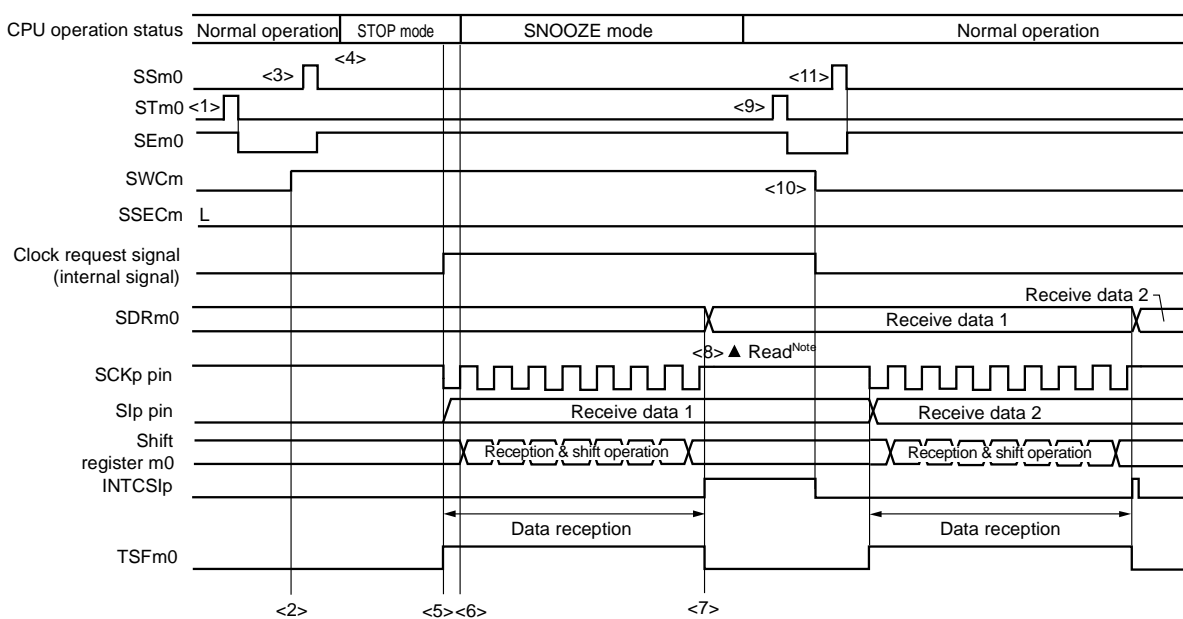 CPU operation status Normal operation STOP mode SNOOZE mode Normal operation
<4>
SSm0 <3> <11>
STm0 <1> <9>
SEm0
SWCm <10>
SSECm L
Clock request signal
(internal signal)
Receive data 2
SDRm0 Receive data 1
<8> ▲ ReadNote
SCKp pin
SIp pin Receive data 1 Receive data 2
Shift
register m0 Reception & shift operation Reception & shift operation
INTCSIp
Data reception Data reception
TSFm0
<2> <5> <6> <7>